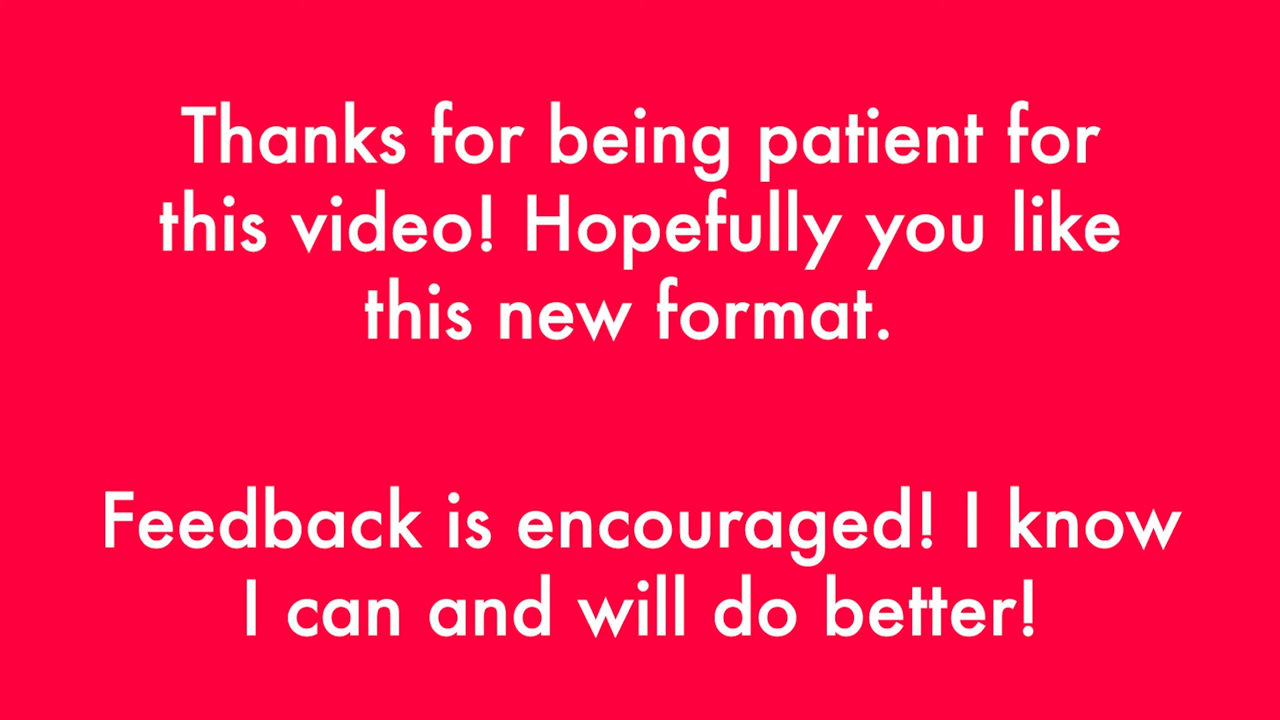 Thanks for being patient for
this video! Hopefully you like
this new format.
Feedback is encouraged! I know
I can and will do better!